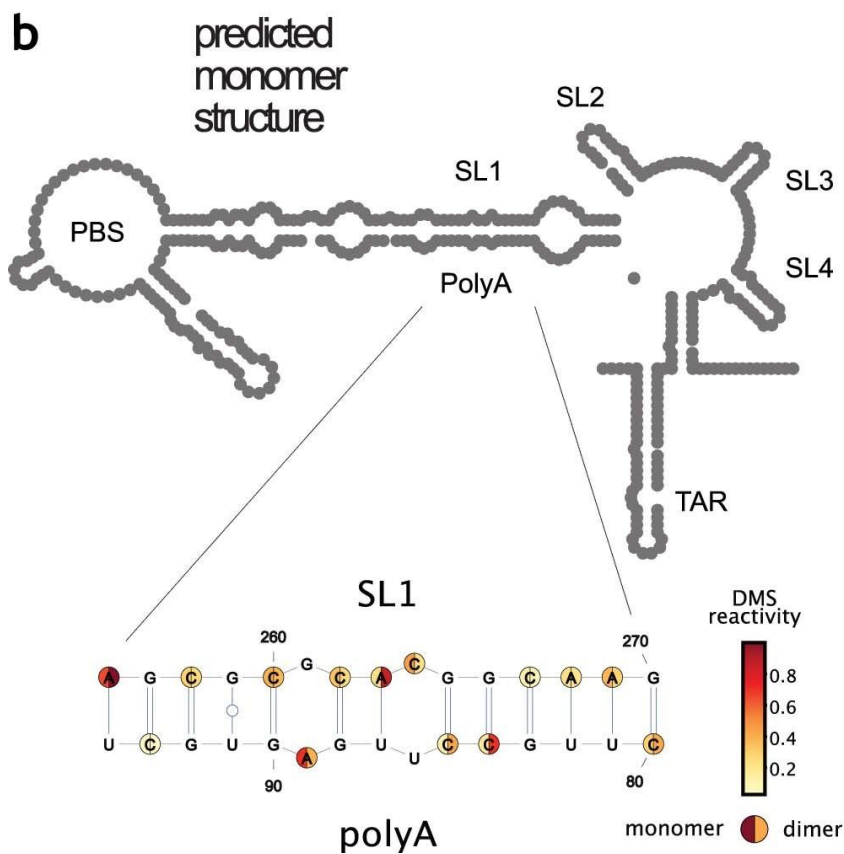 b
predicted
monomer
structure
SL2
SL1
SL3
PBS
SL4
PolyA
TAR
SL1
DMS
reactivity
260
270
0.8
0.6
0.4
0.2
A G C G C G C A C G G C A A G
U C G U G A G U U C C G U U C
90
80
monomer dimer
polyA